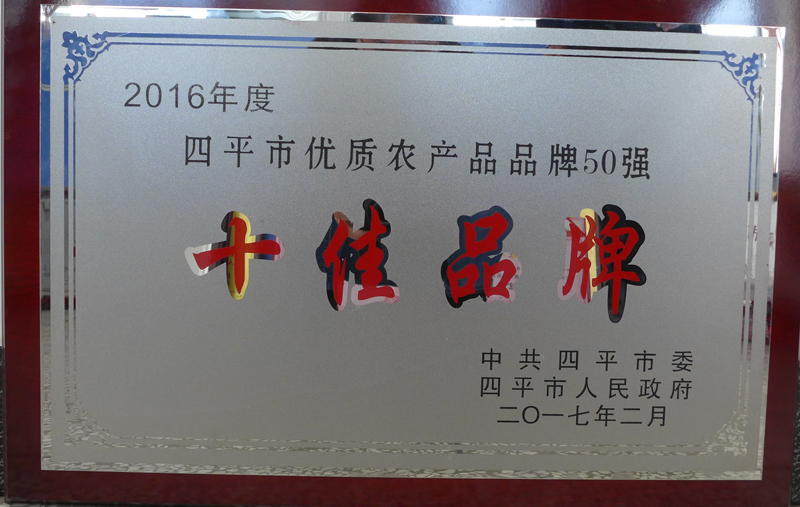 2016年度
四平市优质农产品品牌50强
十佳品牌
中共四平市委
四平市人民政府
二〇一七年二月